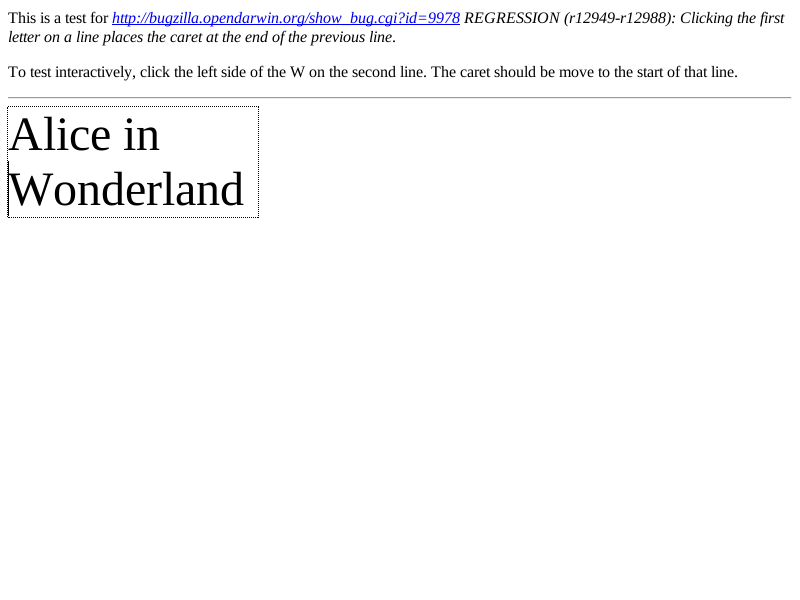 This is a test for http://bugzilla.opendarwin.org/show_bug.cgi?id=9978 REGRESSION (r12949-r12988): Clicking the first
letter on a line places the caret at the end of the previous line.
To test interactively, click the left side of the W on the second line. The caret should be move to the start of that line.
Alice in
Wonderland